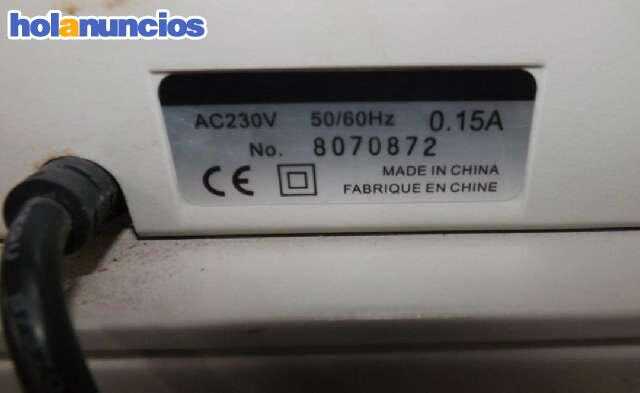 holanuncios
AC230V 50/60Hz 0.15A
No. 8070872
CE
MADE IN CHINA
FABRIQUE EN CHINE